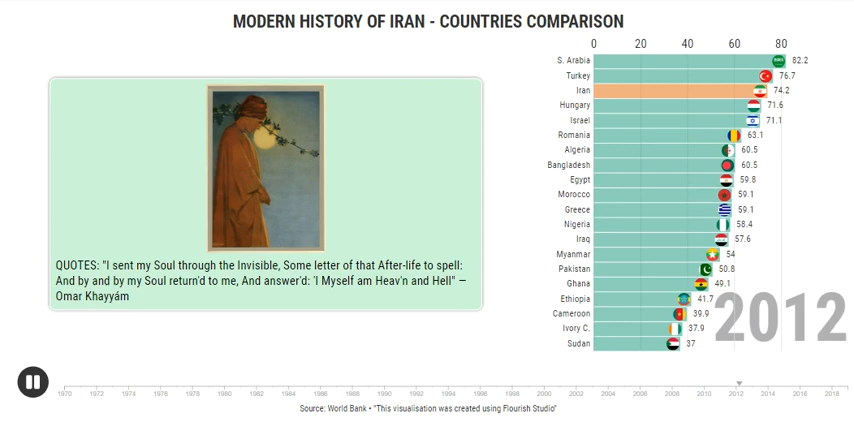 MODERN HISTORY OF IRAN - COUNTRIES COMPARISON
0 20 40 60 80
S. Arabia 82.2
Turkey 76.7
Iran 74.2
Hungary 71.6
Israel 71.1
Romania 63.1
Algeria 60.5
Bangladesh 60.5
Egypt 59.8
Morocco 59.1
Greece 59.1
Nigeria 58.4
Iraq 57.6
Myanmar 54
Pakistan 50.8
Ghana 49.1
Ethiopia 41.7
Cameroon 39.9
Ivory C. 37.9
Sudan 37
2012
QUOTES: "I sent my Soul through the Invisible, Some letter of that After-life to spell:
And by and by my Soul return'd to me, And answer'd: 'I Myself am Heav'n and Hell" —
Omar Khayyám
1970 1972 1974 1976 1978 1980 1982 1984 1986 1988 1990 1992 1994 1996 1998 2000 2002 2004 2006 2008 2010 2012 2014 2016 2018
Source: World Bank • "This visualisation was created using Flourish Studio"